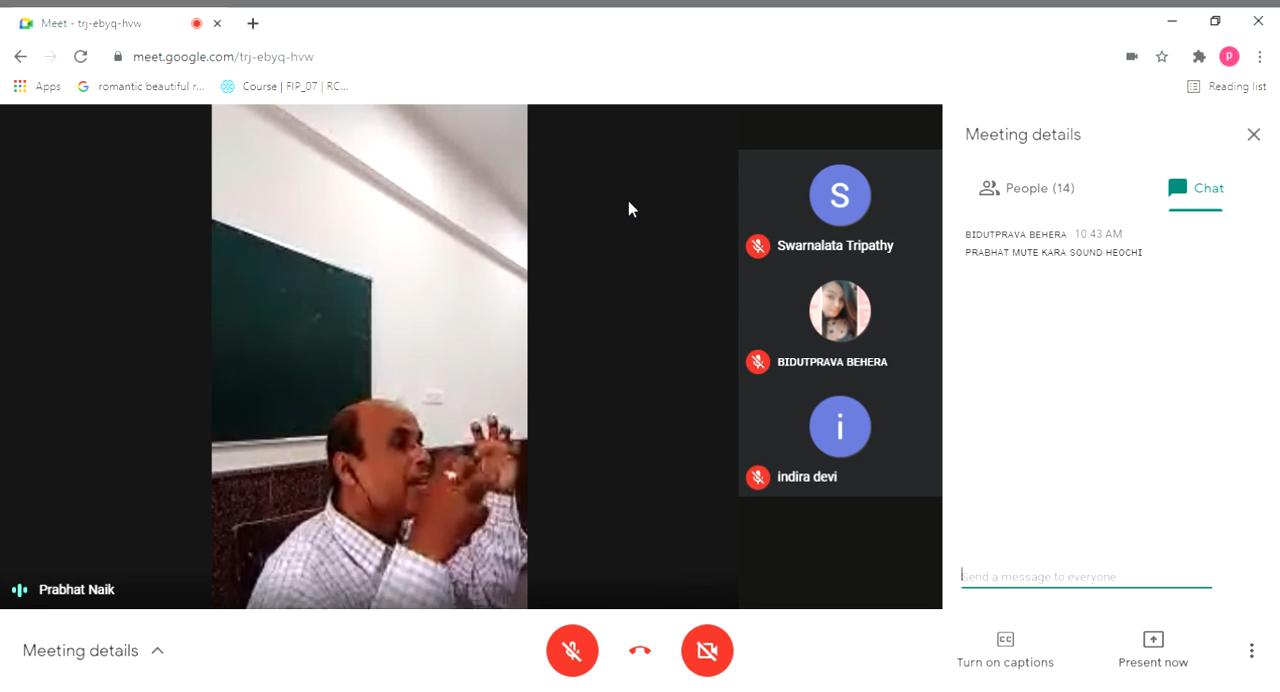 Meet - trj-ebyq-hvw
meet.google.com/trj-ebyq-hvw
P
Apps
romantic beautiful r...
Course | FIP_07 | RC...
Reading list
Meeting details
People (14)
Chat
BIDUTPRAVA BEHERA 10:43 AM
PRABHAT MUTE KARA SOUND HEOCHI
S
Swarnalata Tripathy
BIDUTPRAVA BEHERA
i
indira devi
Prabhat Naik
Send a message to everyone
Meeting details
CC
Turn on captions
Present now